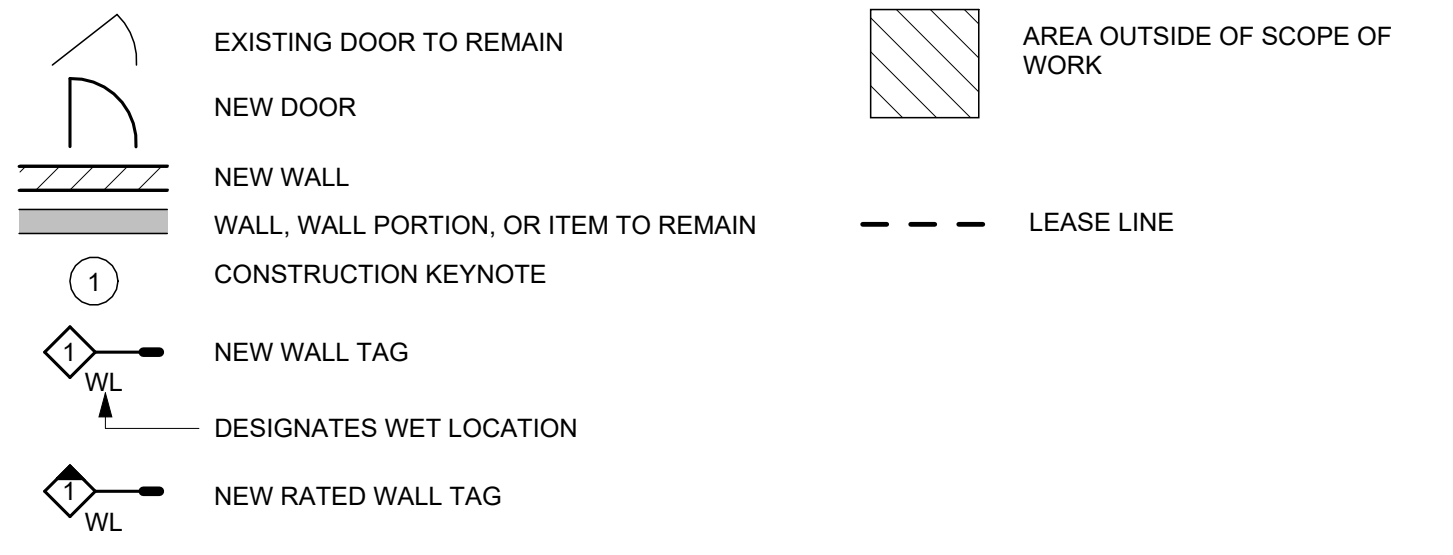 EXISTING DOOR TO REMAIN
NEW DOOR
NEW WALL
WALL, WALL PORTION, OR ITEM TO REMAIN
1
CONSTRUCTION KEYNOTE
1
WL
NEW WALL TAG
DESIGNATES WET LOCATION
1
WL
NEW RATED WALL TAG
AREA OUTSIDE OF SCOPE OF
WORK
LEASE LINE